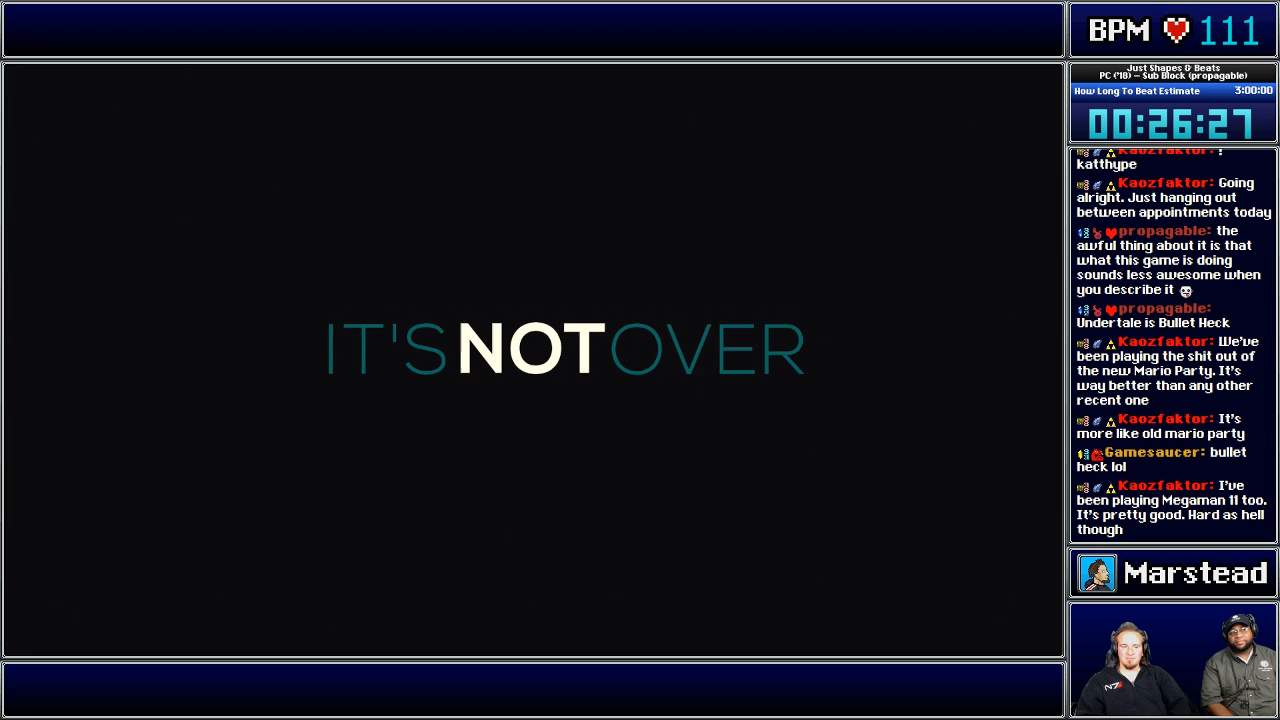 BPM 111
Just Shapes & Beats
PC ('18) – Sub Block (propagable)
How Long To Beat Estimate 3:00:00
00:26:27
Kaozfaktor: !
katthype
Kaozfaktor: Going
alright. Just hanging out
between appointments today
propagable: the
awful thing about it is that
what this game is doing
sounds less awesome when
you describe it
propagable:
Undertale is Bullet Heck
Kaozfaktor: We've
been playing the shit out of
the new Mario Party. It's
way better than any other
recent one
Kaozfaktor: It's
more like old mario party
Gamesaucer: bullet
heck lol
Kaozfaktor: I've
been playing Megaman 11 too.
It's pretty good. Hard as hell
though
IT'S NOT OVER
Marstead
N7